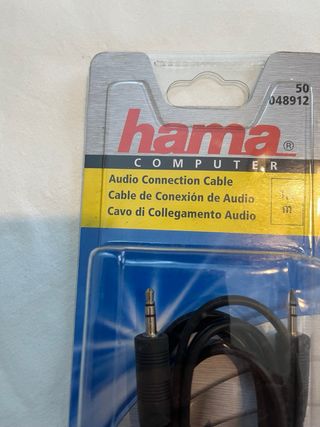 50
048912
hama®
COMPUTER
Audio Connection Cable
Cable de Conexión de Audio
Cavo di Collegamento Audio
m